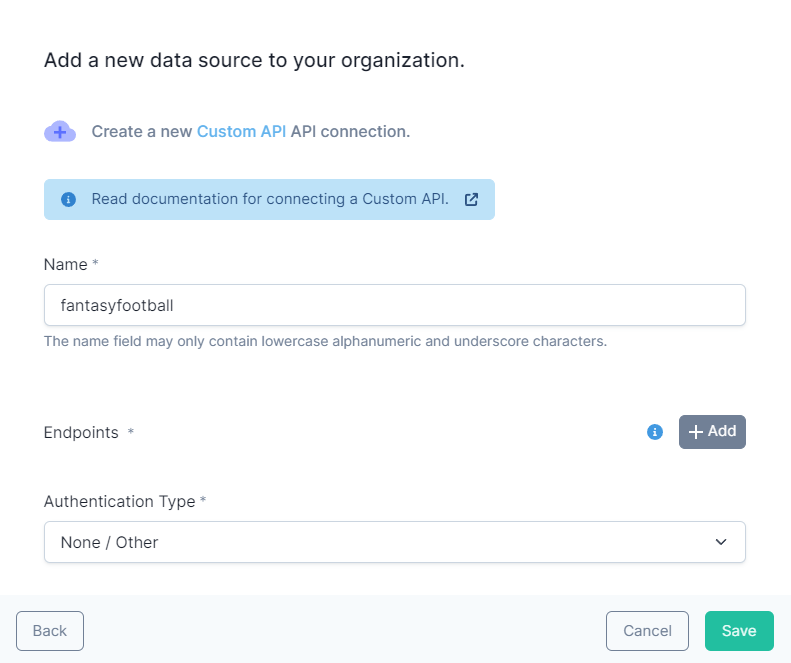 Add a new data source to your organization.
Create a new Custom API API connection.
Read documentation for connecting a Custom API.
Name *
fantasyfootball
The name field may only contain lowercase alphanumeric and underscore characters.
Endpoints *
+ Add
Authentication Type *
None / Other
Back
Cancel
Save